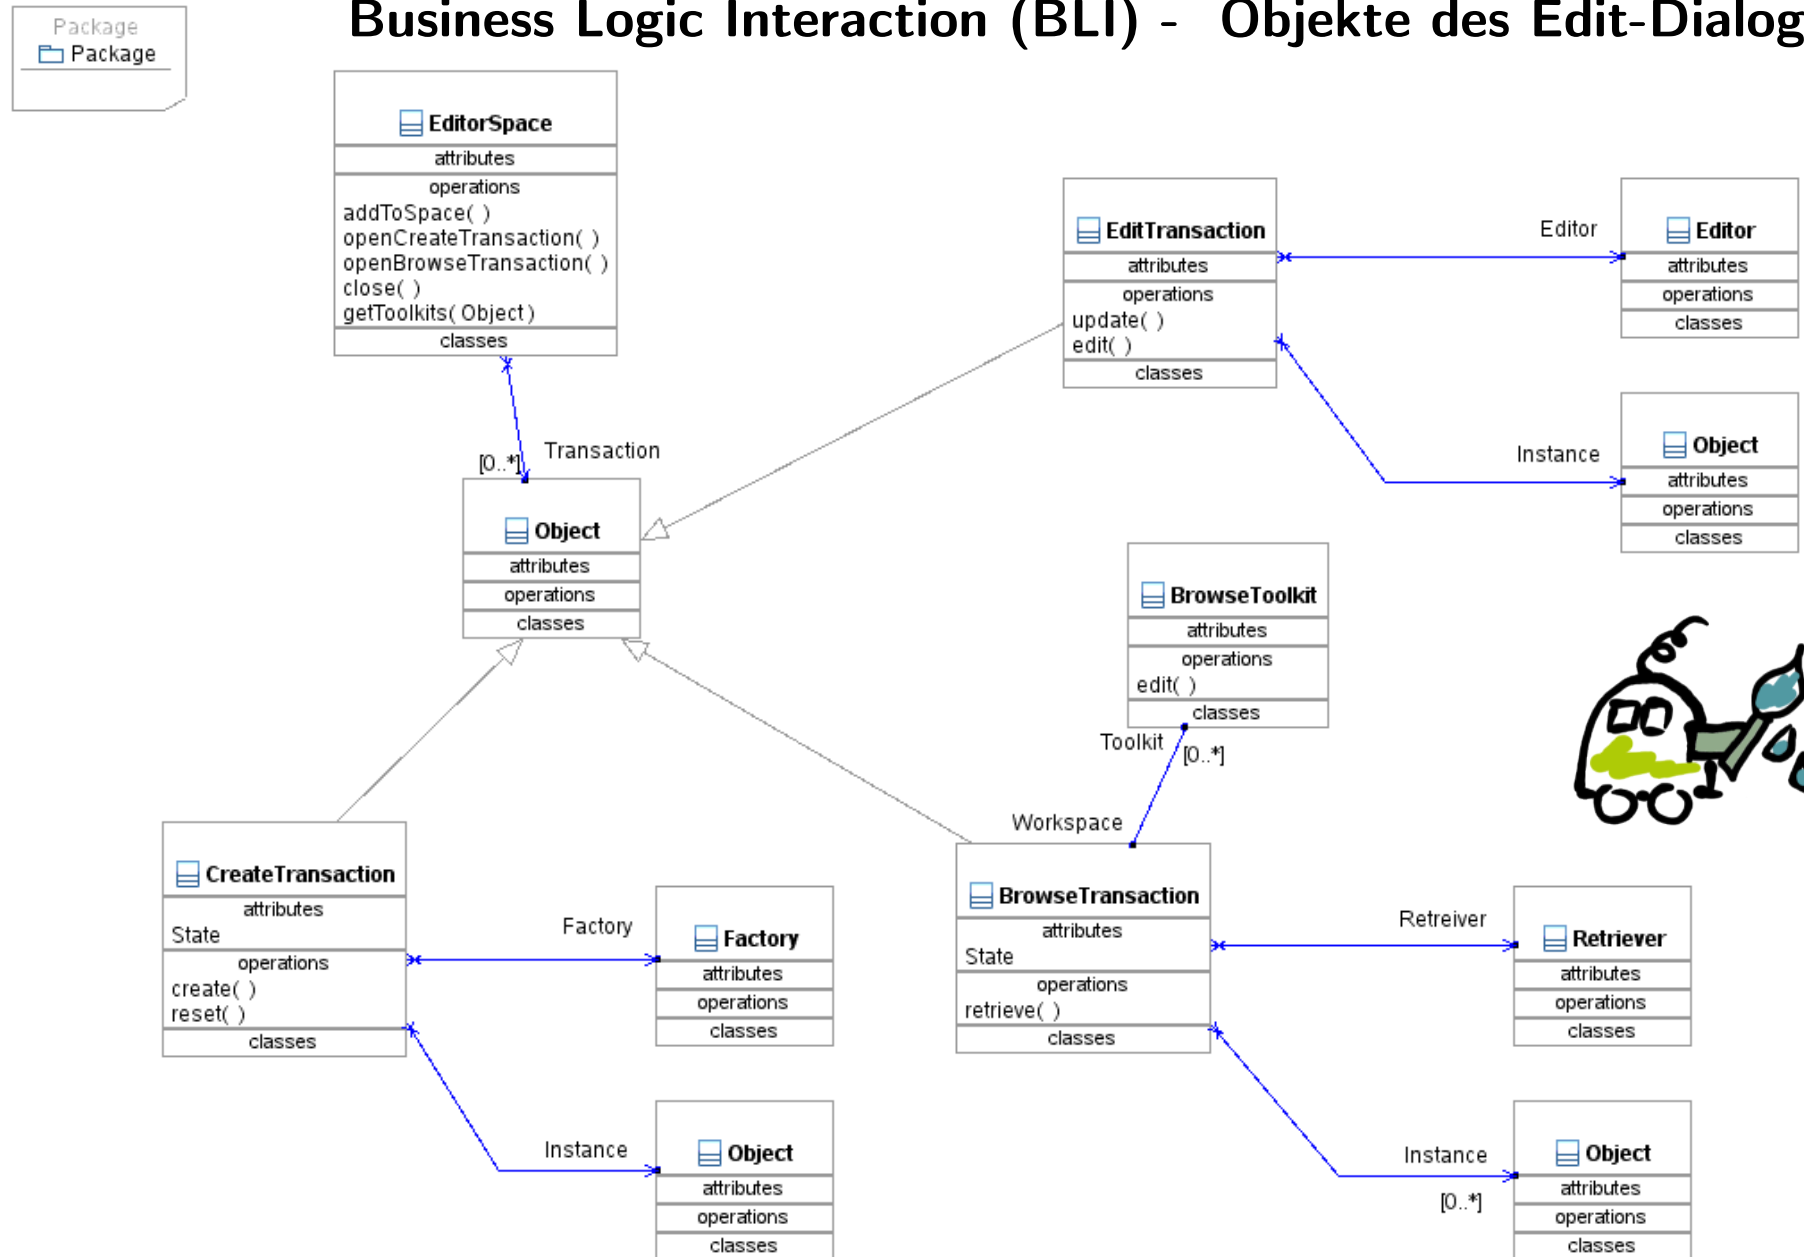 Business Logic Interaction (BLI) - Objekte des Edit-Dialog
Package
Package
EditorSpace
attributes
operations
addToSpace( )
openCreateTransaction( )
openBrowseTransaction( )
close( )
getToolkits( Object )
classes
EditTransaction
attributes
operations
update( )
edit( )
classes
Editor
Editor
attributes
operations
classes
Instance
Object
attributes
operations
classes
Transaction
[0..*]
Object
attributes
operations
classes
BrowseToolkit
attributes
operations
edit( )
classes
Toolkit
[0..*]
Workspace
CreateTransaction
attributes
State
operations
create( )
reset( )
classes
Factory
Factory
attributes
operations
classes
Instance
Object
attributes
operations
classes
BrowseTransaction
attributes
State
operations
retrieve( )
classes
Retreiver
Retriever
attributes
operations
classes
Instance
[0..*]
Object
attributes
operations
classes